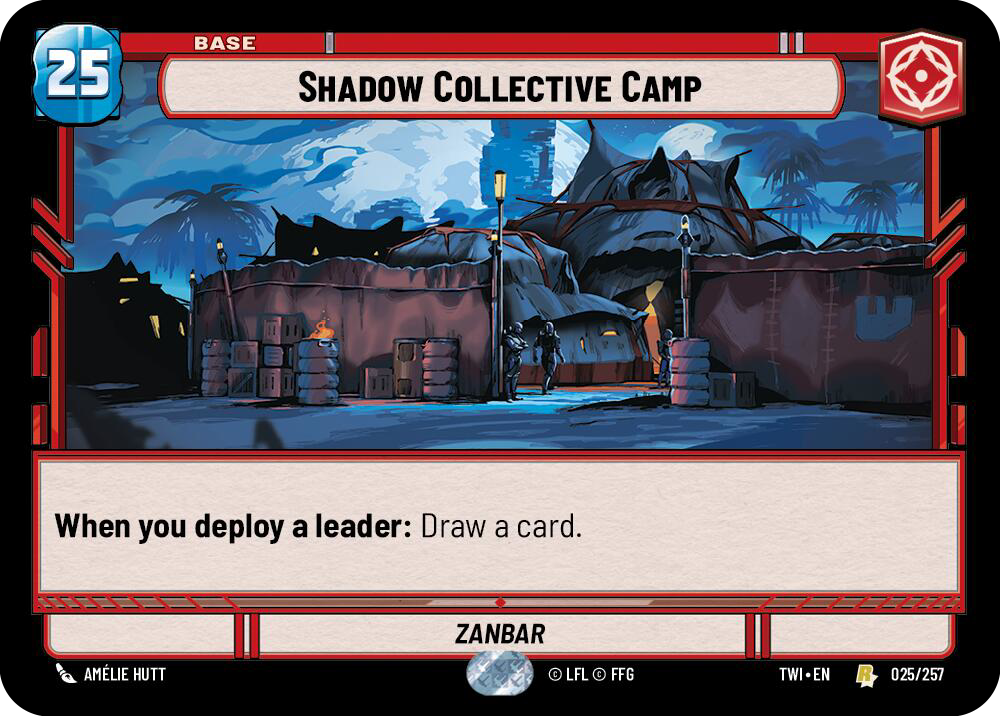 BASE
25
SHADOW COLLECTIVE CAMP
When you deploy a leader: Draw a card.
ZANBAR
AMÉLIE HUTT
© LFL © FFG
TWI • EN
R
025/257